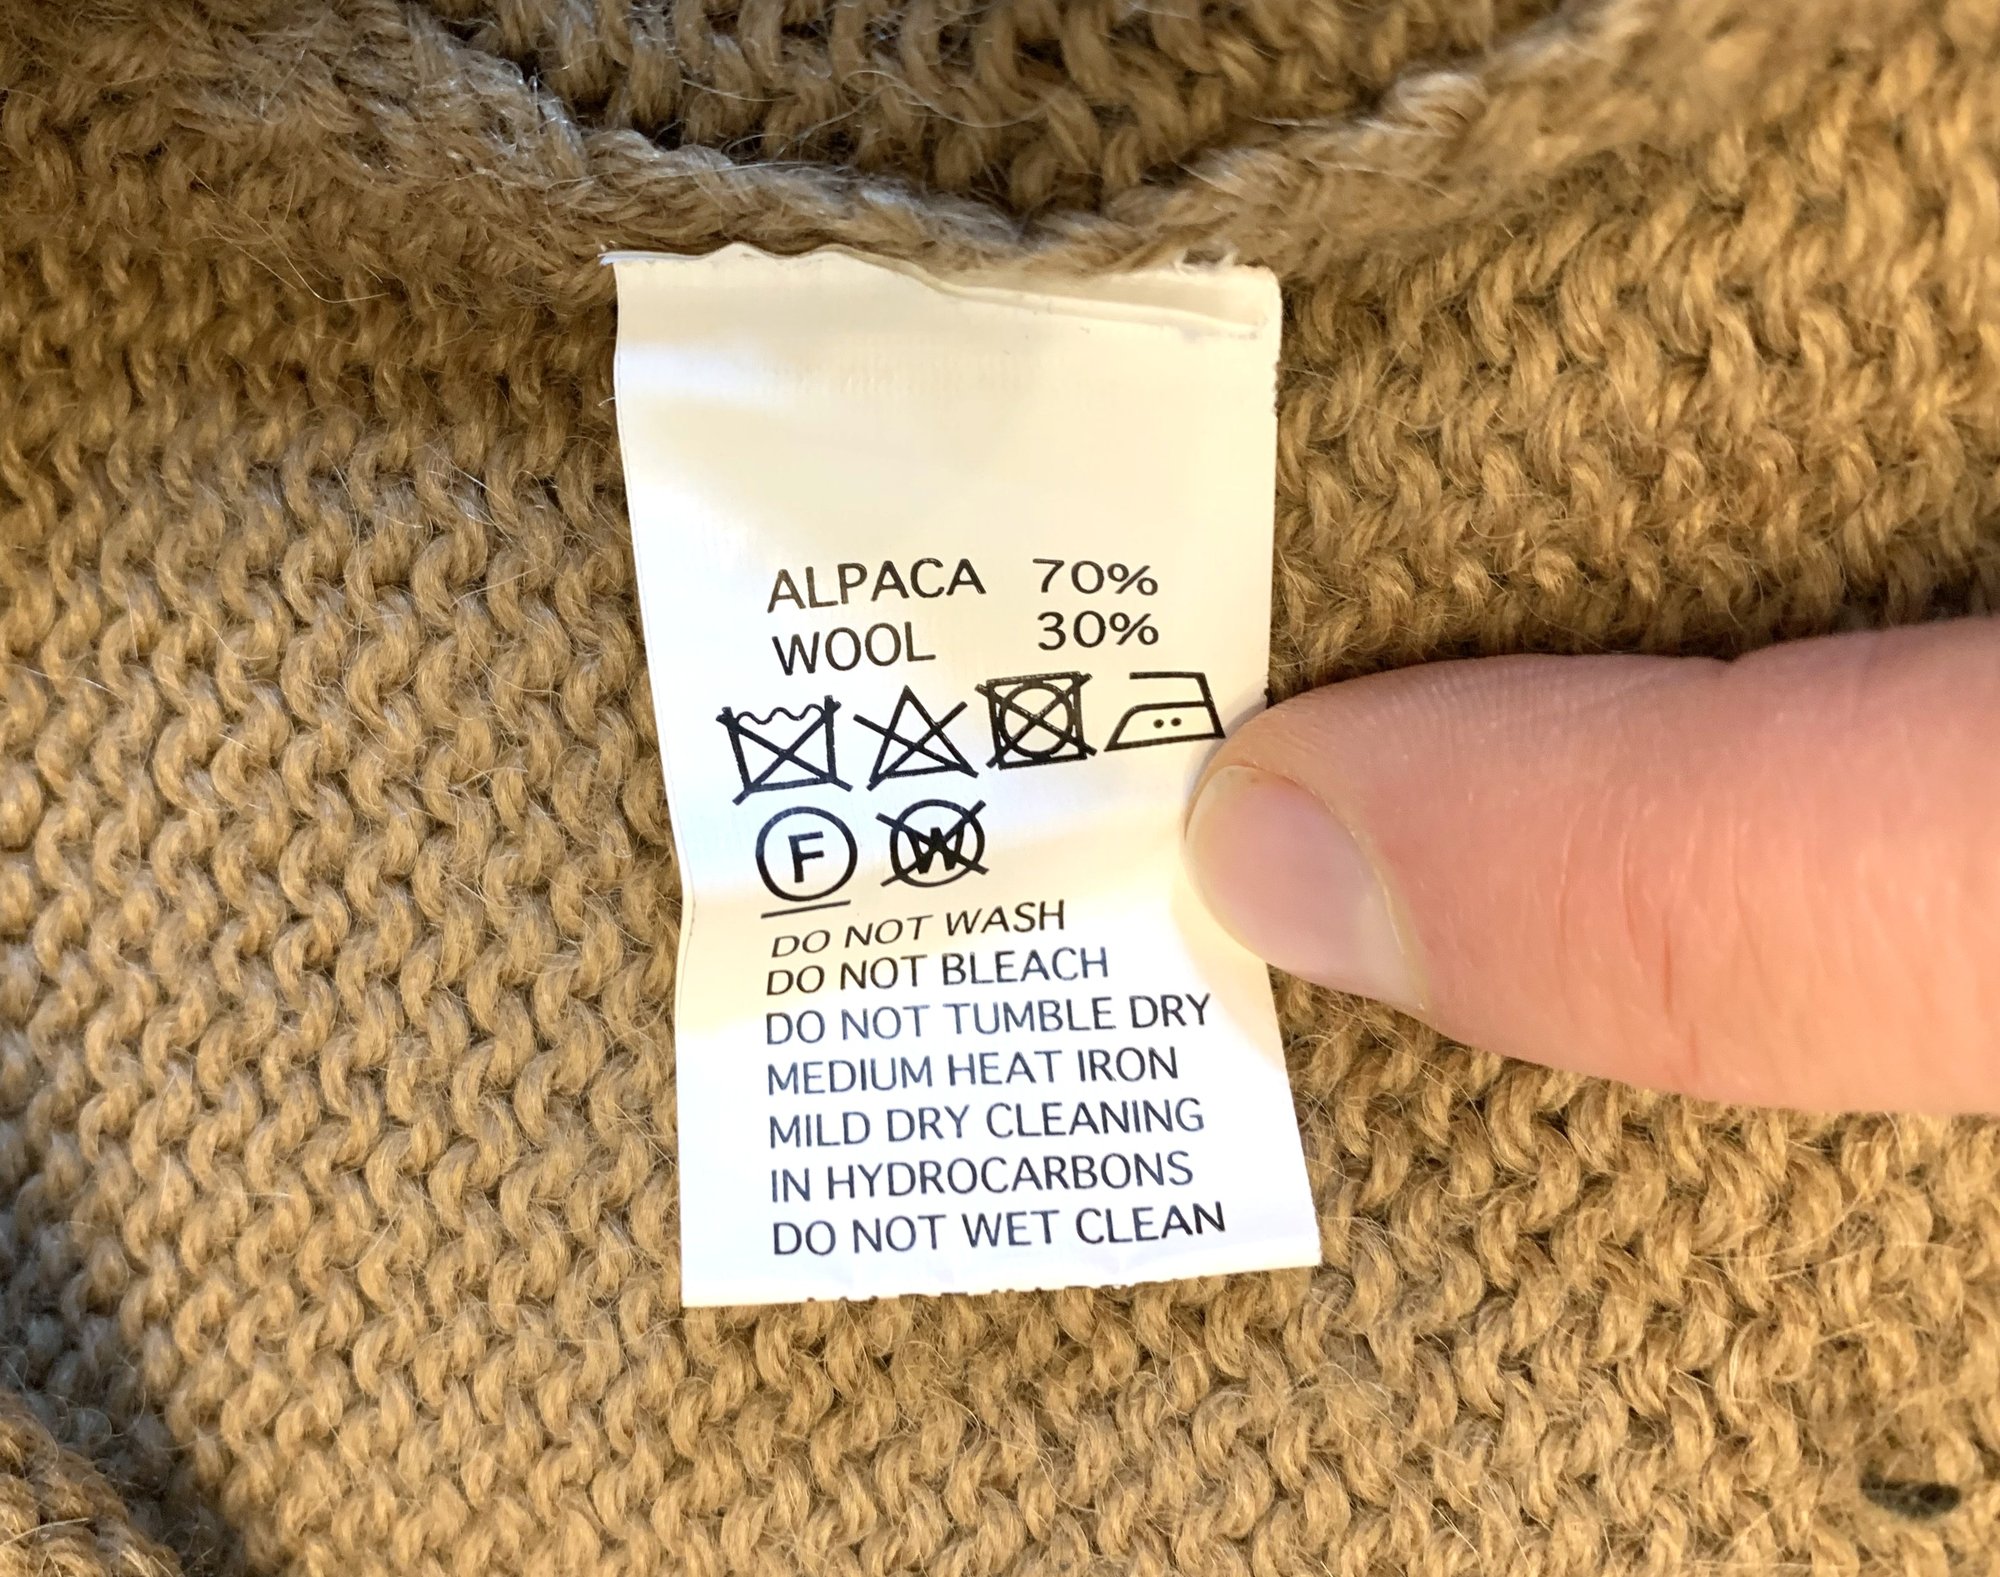 ALPACA 70%
WOOL 30%
F W
DO NOT WASH
DO NOT BLEACH
DO NOT TUMBLE DRY
MEDIUM HEAT IRON
MILD DRY CLEANING
IN HYDROCARBONS
DO NOT WET CLEAN